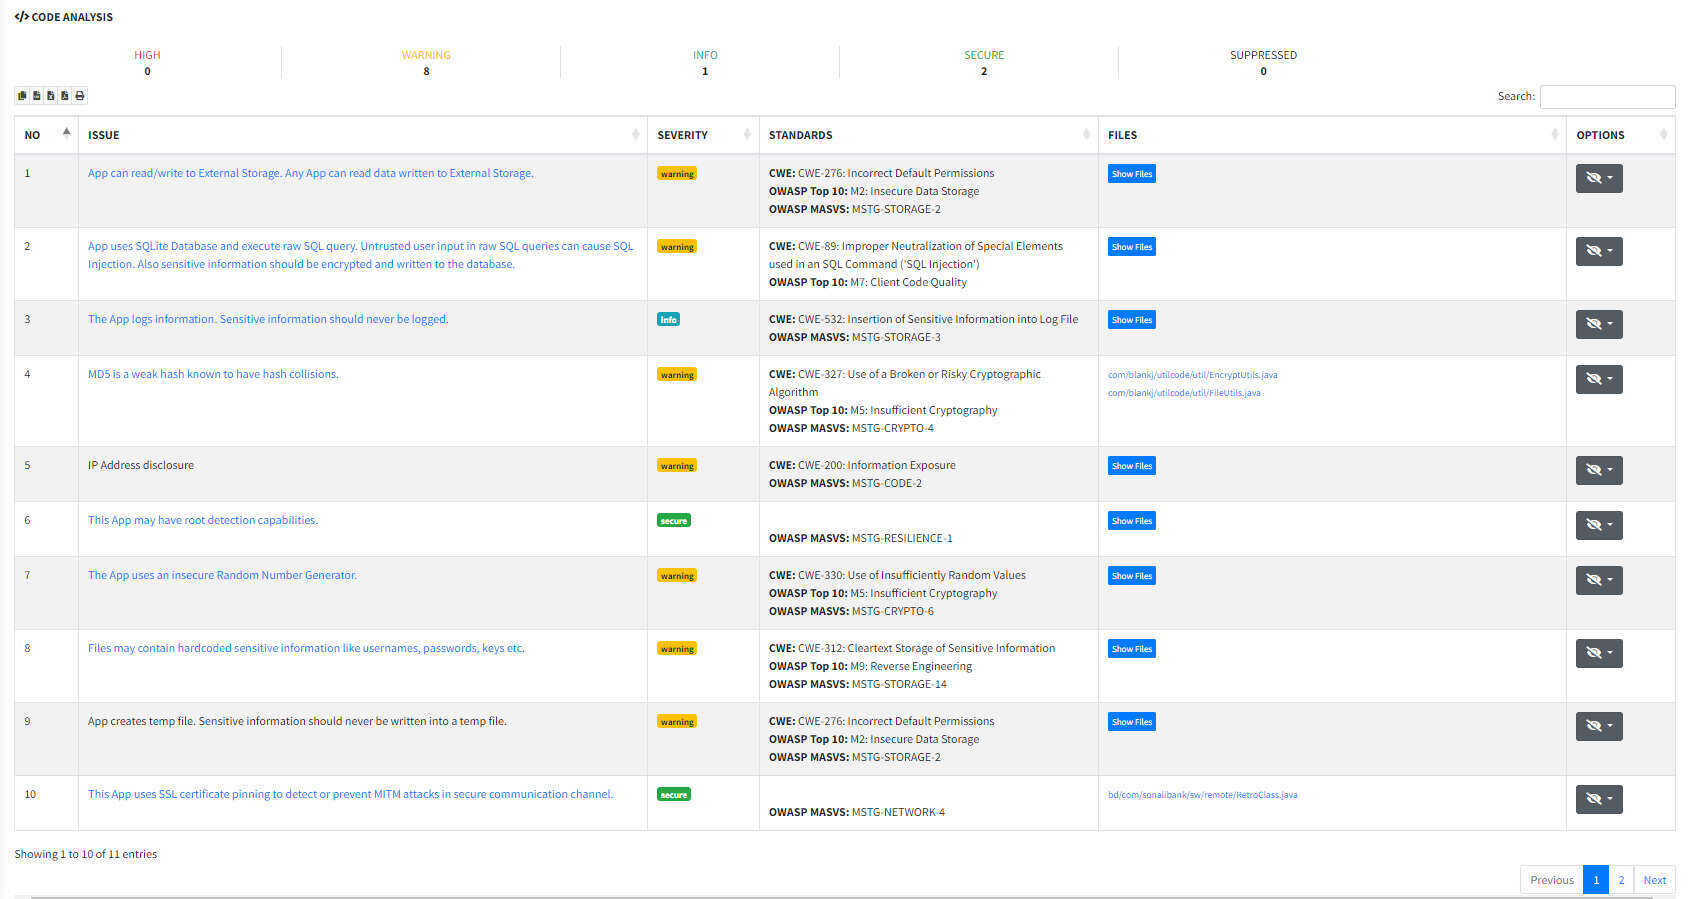 </> CODE ANALYSIS
HIGH WARNING INFO SECURE SUPPRESSED
0 8 1 2 0
Search:
NO ISSUE SEVERITY STANDARDS FILES OPTIONS
1 App can read/write to External Storage. Any App can read data written to External Storage. warning CWE: CWE-276: Incorrect Default Permissions Show Files
OWASP Top 10: M2: Insecure Data Storage
OWASP MASVS: MSTG-STORAGE-2
2 App uses SQLite Database and execute raw SQL query. Untrusted user input in raw SQL queries can cause SQL warning CWE: CWE-89: Improper Neutralization of Special Elements Show Files
Injection. Also sensitive information should be encrypted and written to the database. used in an SQL Command ('SQL Injection')
OWASP Top 10: M7: Client Code Quality
3 The App logs information. Sensitive information should never be logged. info CWE: CWE-532: Insertion of Sensitive Information into Log File Show Files
OWASP MASVS: MSTG-STORAGE-3
4 MD5 is a weak hash known to have hash collisions. warning CWE: CWE-327: Use of a Broken or Risky Cryptographic com/blankj/utilcode/util/EncryptUtils.java
Algorithm com/blankj/utilcode/util/FileUtils.java
OWASP Top 10: M5: Insufficient Cryptography
OWASP MASVS: MSTG-CRYPTO-4
5 IP Address disclosure warning CWE: CWE-200: Information Exposure Show Files
OWASP MASVS: MSTG-CODE-2
6 This App may have root detection capabilities. secure Show Files
OWASP MASVS: MSTG-RESILIENCE-1
7 The App uses an insecure Random Number Generator. warning CWE: CWE-330: Use of Insufficiently Random Values Show Files
OWASP Top 10: M5: Insufficient Cryptography
OWASP MASVS: MSTG-CRYPTO-6
8 Files may contain hardcoded sensitive information like usernames, passwords, keys etc. warning CWE: CWE-312: Cleartext Storage of Sensitive Information Show Files
OWASP Top 10: M9: Reverse Engineering
OWASP MASVS: MSTG-STORAGE-14
9 App creates temp file. Sensitive information should never be written into a temp file. warning CWE: CWE-276: Incorrect Default Permissions Show Files
OWASP Top 10: M2: Insecure Data Storage
OWASP MASVS: MSTG-STORAGE-2
10 This App uses SSL certificate pinning to detect or prevent MITM attacks in secure communication channel. secure bd/com/sonalibank/sw/remote/RetroClass.java
OWASP MASVS: MSTG-NETWORK-4
Showing 1 to 10 of 11 entries
Previous 1 2 Next